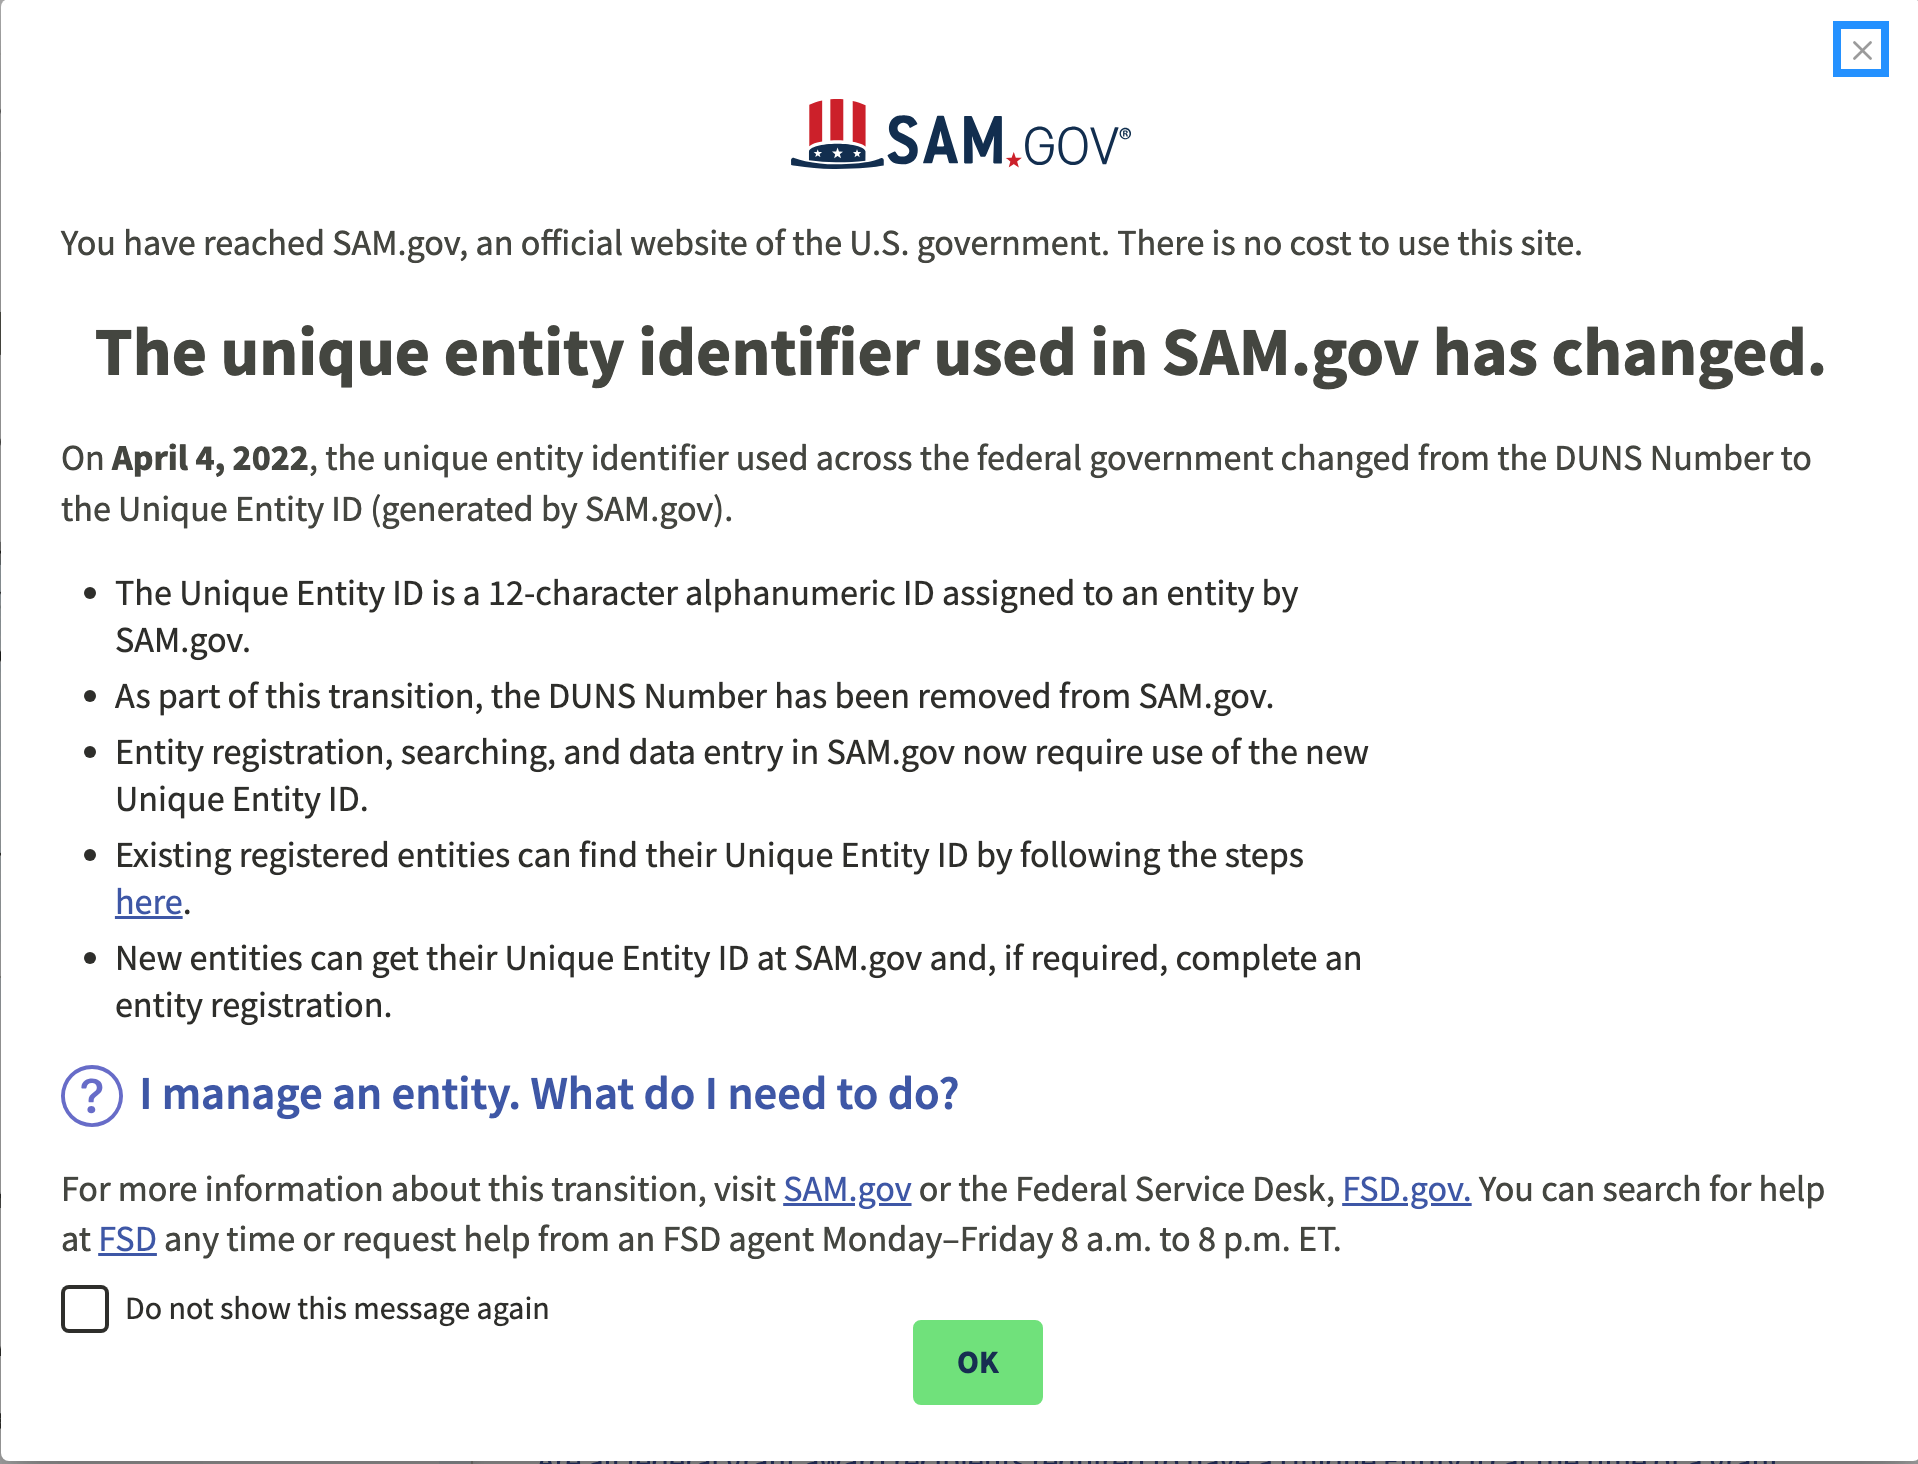 SAM.GOV®
You have reached SAM.gov, an official website of the U.S. government. There is no cost to use this site.
The unique entity identifier used in SAM.gov has changed.
On April 4, 2022, the unique entity identifier used across the federal government changed from the DUNS Number to
the Unique Entity ID (generated by SAM.gov).
• The Unique Entity ID is a 12-character alphanumeric ID assigned to an entity by
SAM.gov.
• As part of this transition, the DUNS Number has been removed from SAM.gov.
• Entity registration, searching, and data entry in SAM.gov now require use of the new
Unique Entity ID.
• Existing registered entities can find their Unique Entity ID by following the steps
here.
• New entities can get their Unique Entity ID at SAM.gov and, if required, complete an
entity registration.
? I manage an entity. What do I need to do?
For more information about this transition, visit SAM.gov or the Federal Service Desk, FSD.gov. You can search for help
at FSD any time or request help from an FSD agent Monday–Friday 8 a.m. to 8 p.m. ET.
Do not show this message again
OK